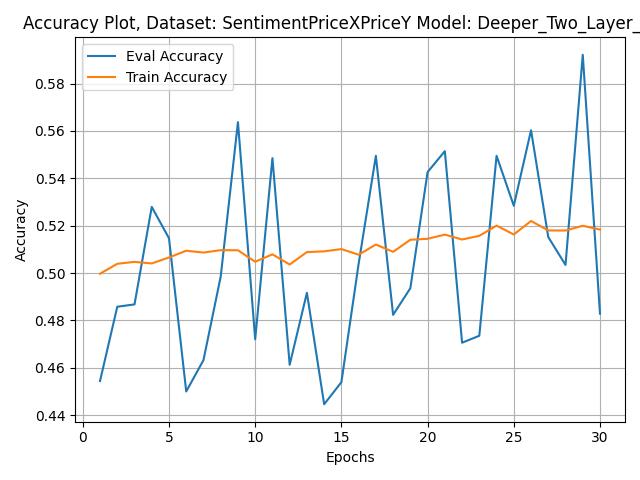 Accuracy Plot, Dataset: SentimentPriceXPriceY Model: Deeper_Two_Layer_
Eval Accuracy
Train Accuracy
Accuracy
0.58
0.56
0.54
0.52
0.50
0.48
0.46
0.44
0 5 10 15 20 25 30
Epochs